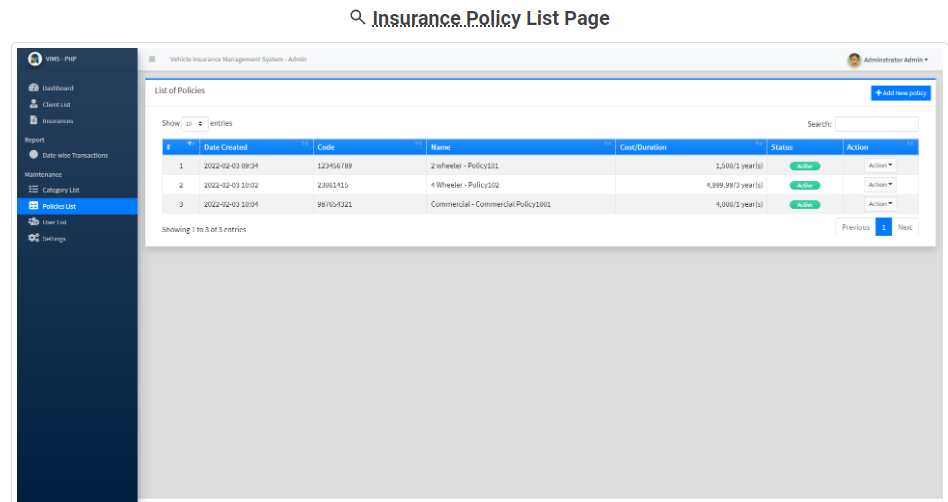 Insurance Policy List Page
VIMS - PHP
Vehicle Insurance Management System - Admin
Adminstrator Admin
Dashboard
Client List
Insurances
Report
Date-wise Transactions
Maintenance
Category List
Policies List
User List
Settings
List of Policies
Add New policy
Show 10 entries
Search:
# Date Created Code Name Cost/Duration Status Action
1 2022-02-03 09:34 123456789 2 wheeler - Policy101 1,500/1 year(s) Active Action
2 2022-02-03 10:02 23061415 4 Wheeler - Policy102 4,999.99/3 year(s) Active Action
3 2022-02-03 10:04 987654321 Commercial - Commercial Policy1001 4,000/1 year(s) Active Action
Showing 1 to 3 of 3 entries
Previous 1 Next